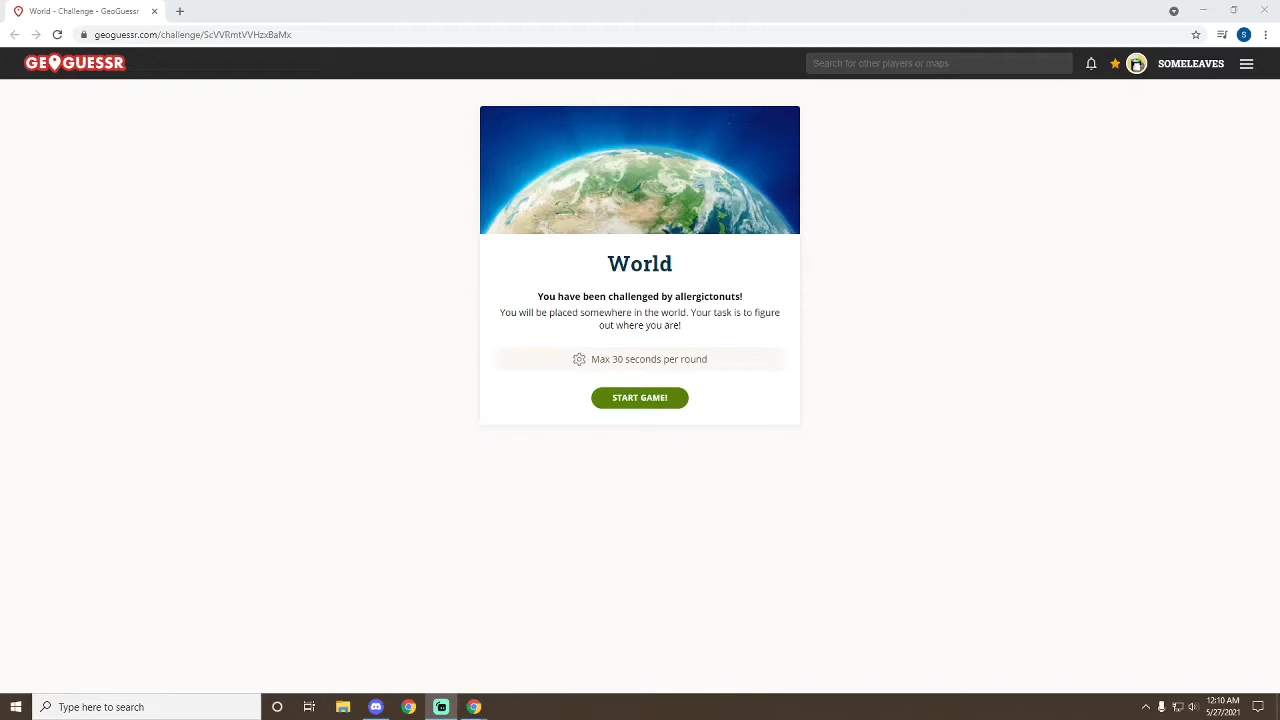 World - Challenge - GeoGuessr
geoguessr.com/challenge/ScVVRmtVVHzxBaMx
S
GEOGUESSR
Search for other players or maps
SOMELEAVES
World
You have been challenged by allergictonuts!
You will be placed somewhere in the world. Your task is to figure
out where you are!
Max 30 seconds per round
START GAME!
Type here to search
12:10 AM
5/27/2021